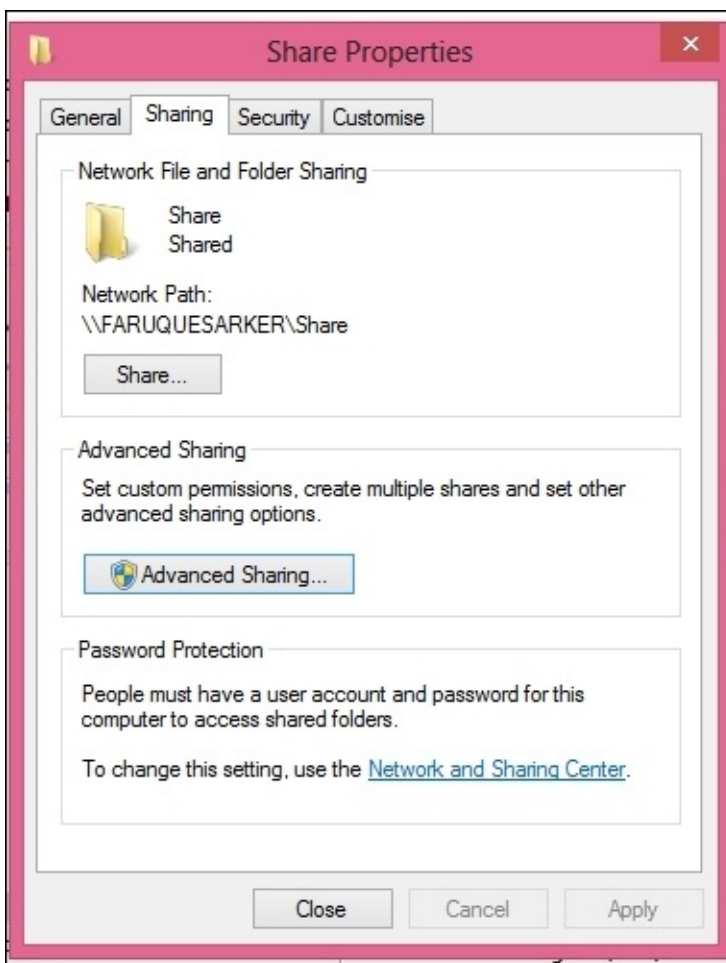 Share Properties
General
Sharing
Security
Customise
Network File and Folder Sharing
Share
Shared
Network Path:
\\FARUQUESARKER\Share
Share...
Advanced Sharing
Set custom permissions, create multiple shares and set other
advanced sharing options.
Advanced Sharing...
Password Protection
People must have a user account and password for this
computer to access shared folders.
To change this setting, use the Network and Sharing Center.
Close
Cancel
Apply